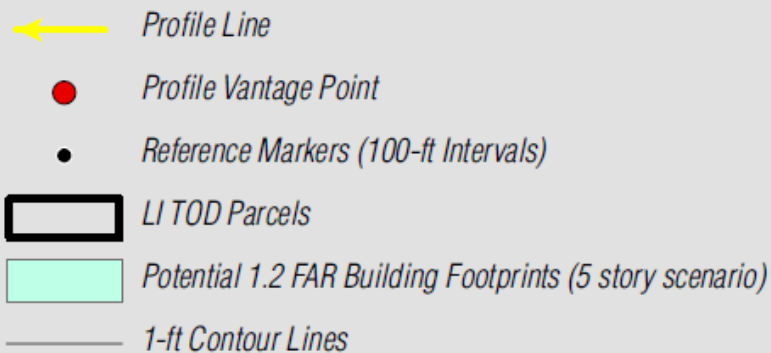 Profile Line
Profile Vantage Point
Reference Markers (100-ft Intervals)
LI TOD Parcels
Potential 1.2 FAR Building Footprints (5 story scenario)
1-ft Contour Lines